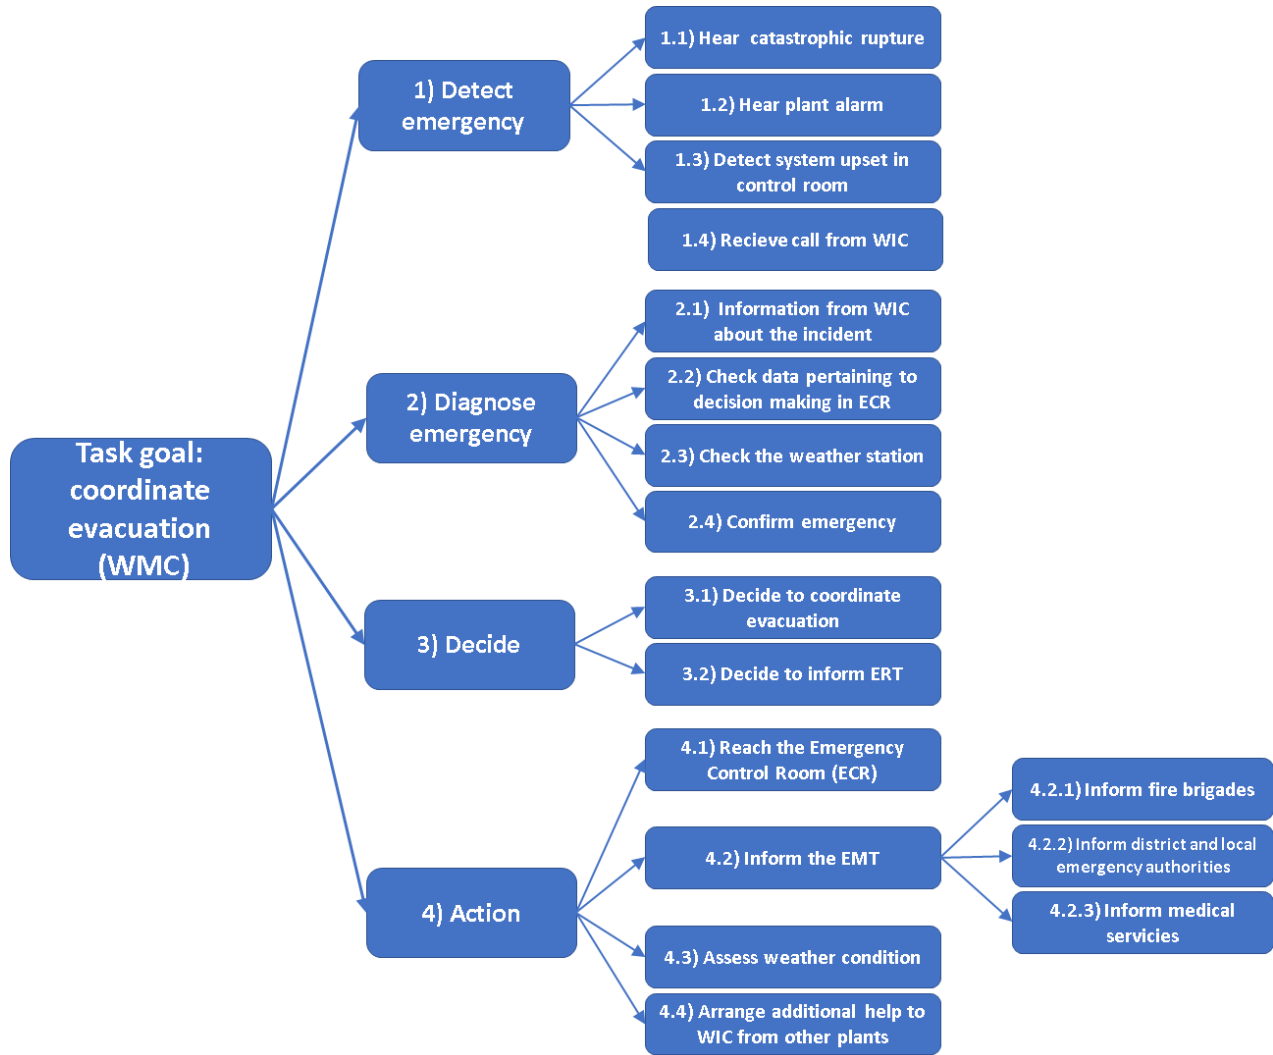 Task goal:
coordinate
evacuation
(WMC)
1) Detect
emergency
1.1) Hear catastrophic rupture
1.2) Hear plant alarm
1.3) Detect system upset in
control room
1.4) Recieve call from WIC
2) Diagnose
emergency
2.1) Information from WIC
about the incident
2.2) Check data pertaining to
decision making in ECR
2.3) Check the weather station
2.4) Confirm emergency
3) Decide
3.1) Decide to coordinate
evacuation
3.2) Decide to inform ERT
4) Action
4.1) Reach the Emergency
Control Room (ECR)
4.2) Inform the EMT
4.2.1) Inform fire brigades
4.2.2) Inform district and local
emergency authorities
4.2.3) Inform medical
servicies
4.3) Assess weather condition
4.4) Arrange additional help to
WIC from other plants